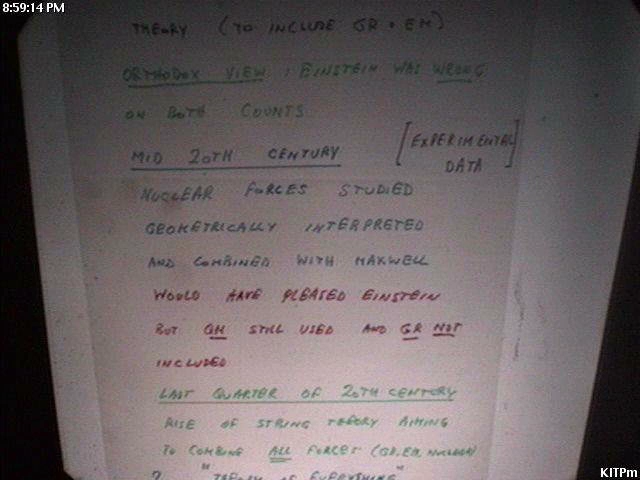 8:59:14 PM
THEORY (TO INCLUDE GR + EM)
ORTHODOX VIEW : EINSTEIN WAS WRONG
ON BOTH COUNTS
MID 20TH CENTURY
[EXPERIMENTAL
DATA]
NUCLEAR FORCES STUDIED
GEOMETRICALLY INTERPRETED
AND COMBINED WITH MAXWELL
WOULD HAVE PLEASED EINSTEIN
BUT QM STILL USED AND GR NOT
INCLUDED
LAST QUARTER OF 20TH CENTURY
RISE OF STRING THEORY AIMING
TO COMBINE ALL FORCES (GR, EM, NUCLEAR)
? "THEORY OF EVERYTHING"
KITPm